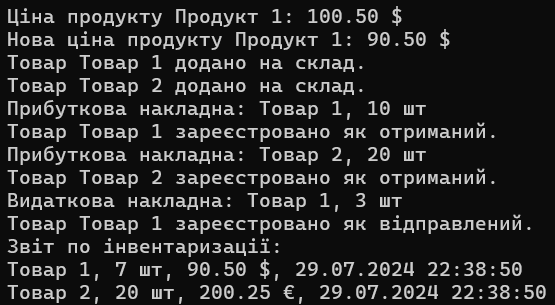 Ціна продукту Продукт 1: 100.50 $
Нова ціна продукту Продукт 1: 90.50 $
Товар Товар 1 додано на склад.
Товар Товар 2 додано на склад.
Прибуткова накладна: Товар 1, 10 шт
Товар Товар 1 зареєстровано як отриманий.
Прибуткова накладна: Товар 2, 20 шт
Товар Товар 2 зареєстровано як отриманий.
Видаткова накладна: Товар 1, 3 шт
Товар Товар 1 зареєстровано як відправлений.
Звіт по інвентаризації:
Товар 1, 7 шт, 90.50 $, 29.07.2024 22:38:50
Товар 2, 20 шт, 200.25 €, 29.07.2024 22:38:50